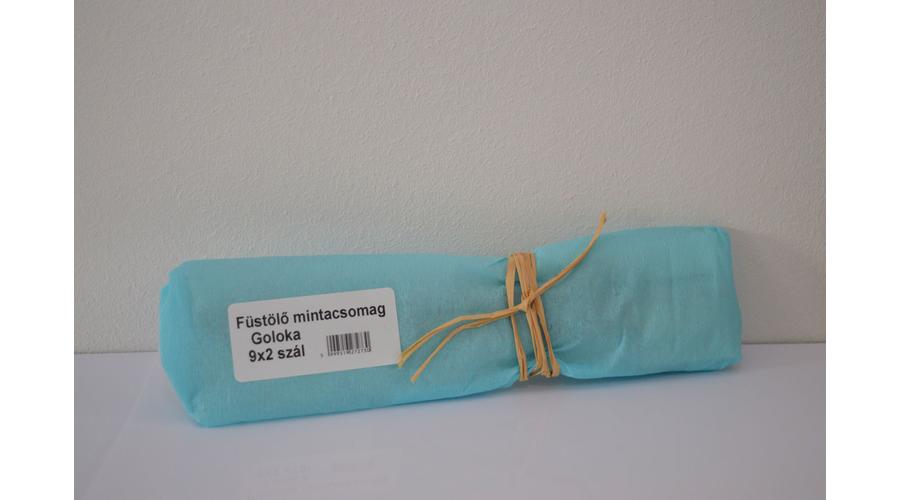 Füstölő mintacsomag
Goloka
9x2 szál